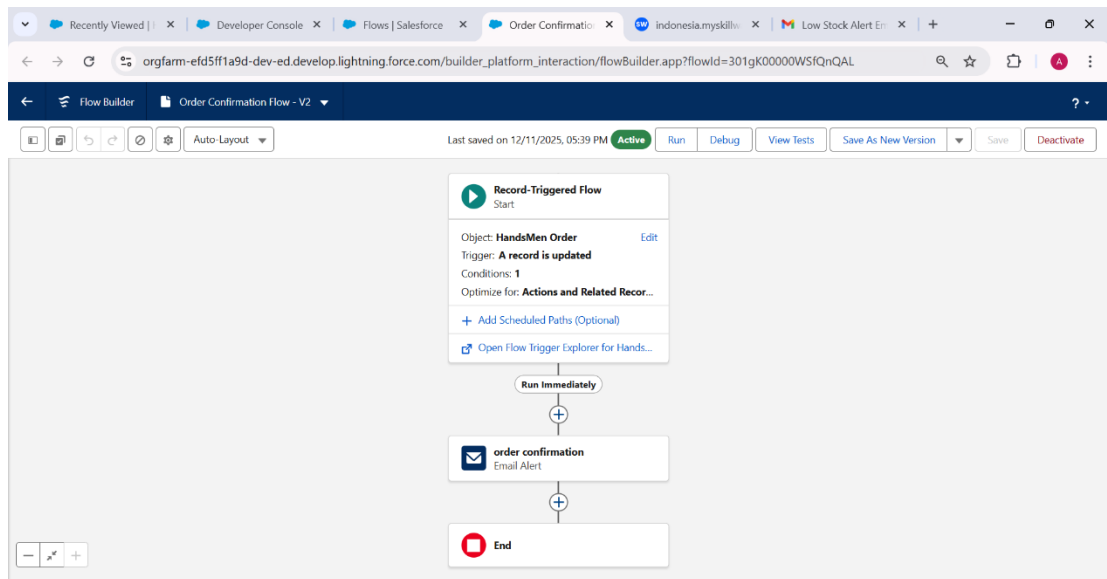 Recently Viewed |
Developer Console
Flows | Salesforce
Order Confirmation
indonesia.myskillw
Low Stock Alert Em
orgfarm-efd5ff1a9d-dev-ed.develop.lightning.force.com/builder_platform_interaction/flowBuilder.app?flowId=301gK00000WSfQnQAL
A
Flow Builder
Order Confirmation Flow - V2
?
Auto-Layout
Last saved on 12/11/2025, 05:39 PM
Active
Run
Debug
View Tests
Save As New Version
Save
Deactivate
Record-Triggered Flow
Start
Object: HandsMen Order
Edit
Trigger: A record is updated
Conditions: 1
Optimize for: Actions and Related Recor...
+ Add Scheduled Paths (Optional)
Open Flow Trigger Explorer for Hands...
Run Immediately
order confirmation
Email Alert
End